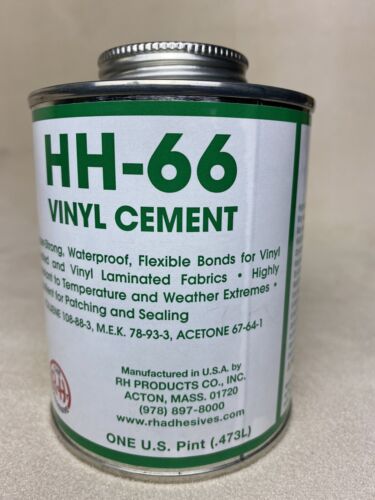 HH-66
VINYL CEMENT
Strong, Waterproof, Flexible Bonds for Vinyl
and Vinyl Laminated Fabrics • Highly
to Temperature and Weather Extremes •
for Patching and Sealing
108-88-3, M.E.K. 78-93-3, ACETONE 67-64-1
Manufactured in U.S.A. by
RH PRODUCTS CO., INC.
ACTON, MASS. 01720
(978) 897-8000
www.rhadhesives.com
ONE U.S. Pint (.473L)